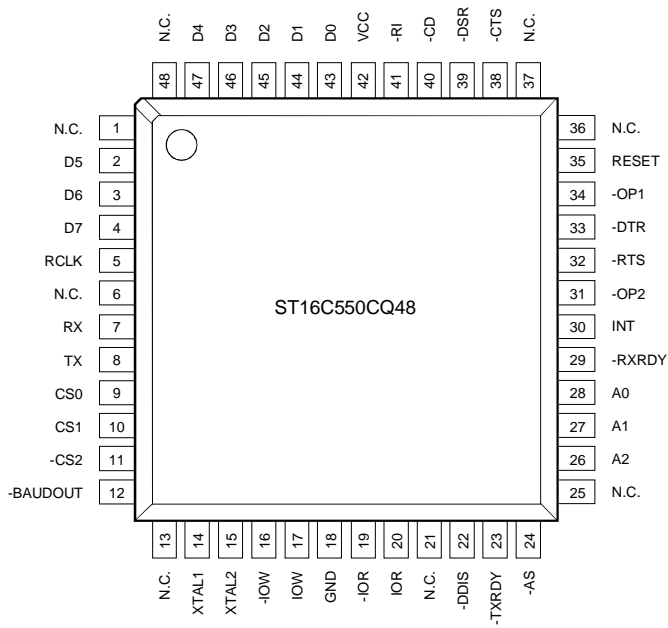 N.C. D4 D3 D2 D1 D0 VCC -RI -CD -DSR -CTS N.C.
48 47 46 45 44 43 42 41 40 39 38 37
N.C. 1 36 N.C.
D5 2 35 RESET
D6 3 34 -OP1
D7 4 33 -DTR
RCLK 5 32 -RTS
N.C. 6 31 -OP2
ST16C550CQ48
RX 7 30 INT
TX 8 29 -RXRDY
CS0 9 28 A0
CS1 10 27 A1
-CS2 11 26 A2
-BAUDOUT 12 25 N.C.
13 14 15 16 17 18 19 20 21 22 23 24
N.C. XTAL1 XTAL2 -IOW IOW GND -IOR IOR N.C. -DDIS -TXRDY -AS